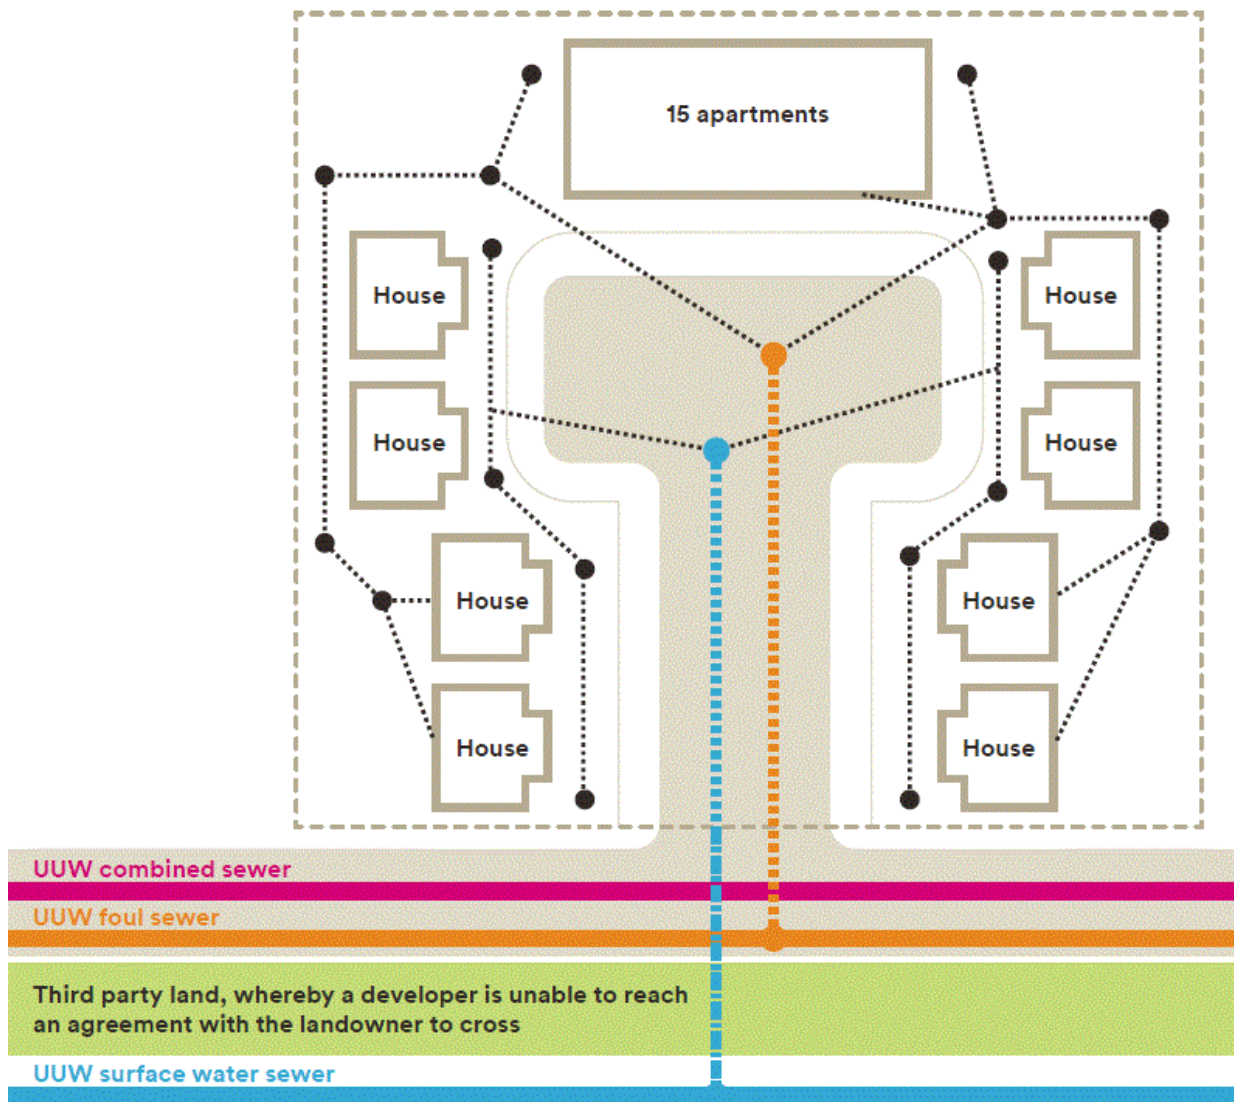 15 apartments
House
House
House
House
House
House
House
House
UUW combined sewer
UUW foul sewer
Third party land, whereby a developer is unable to reach
an agreement with the landowner to cross
UUW surface water sewer